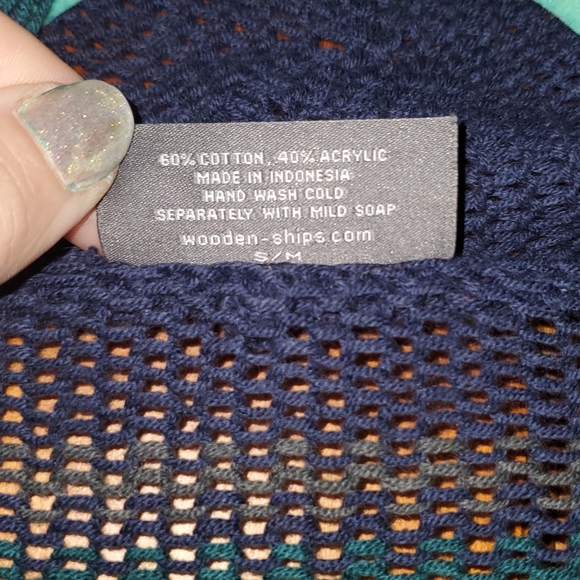 60% COTTON, 40% ACRYLIC
MADE IN INDONESIA
HAND WASH COLD
SEPARATELY WITH MILD SOAP
wooden-ships.com
S/M